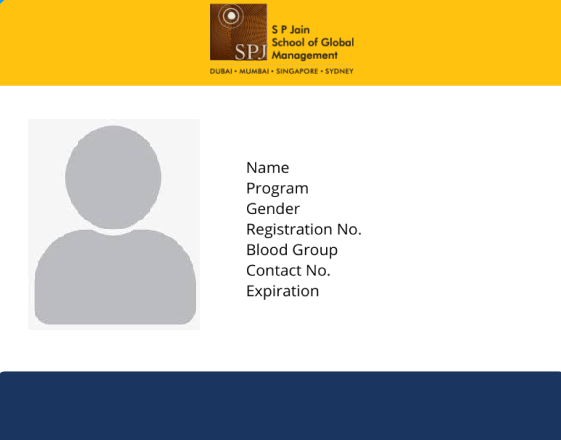 SPJ
S P Jain
School of Global
Management
DUBAI • MUMBAI • SINGAPORE • SYDNEY
Name
Program
Gender
Registration No.
Blood Group
Contact No.
Expiration